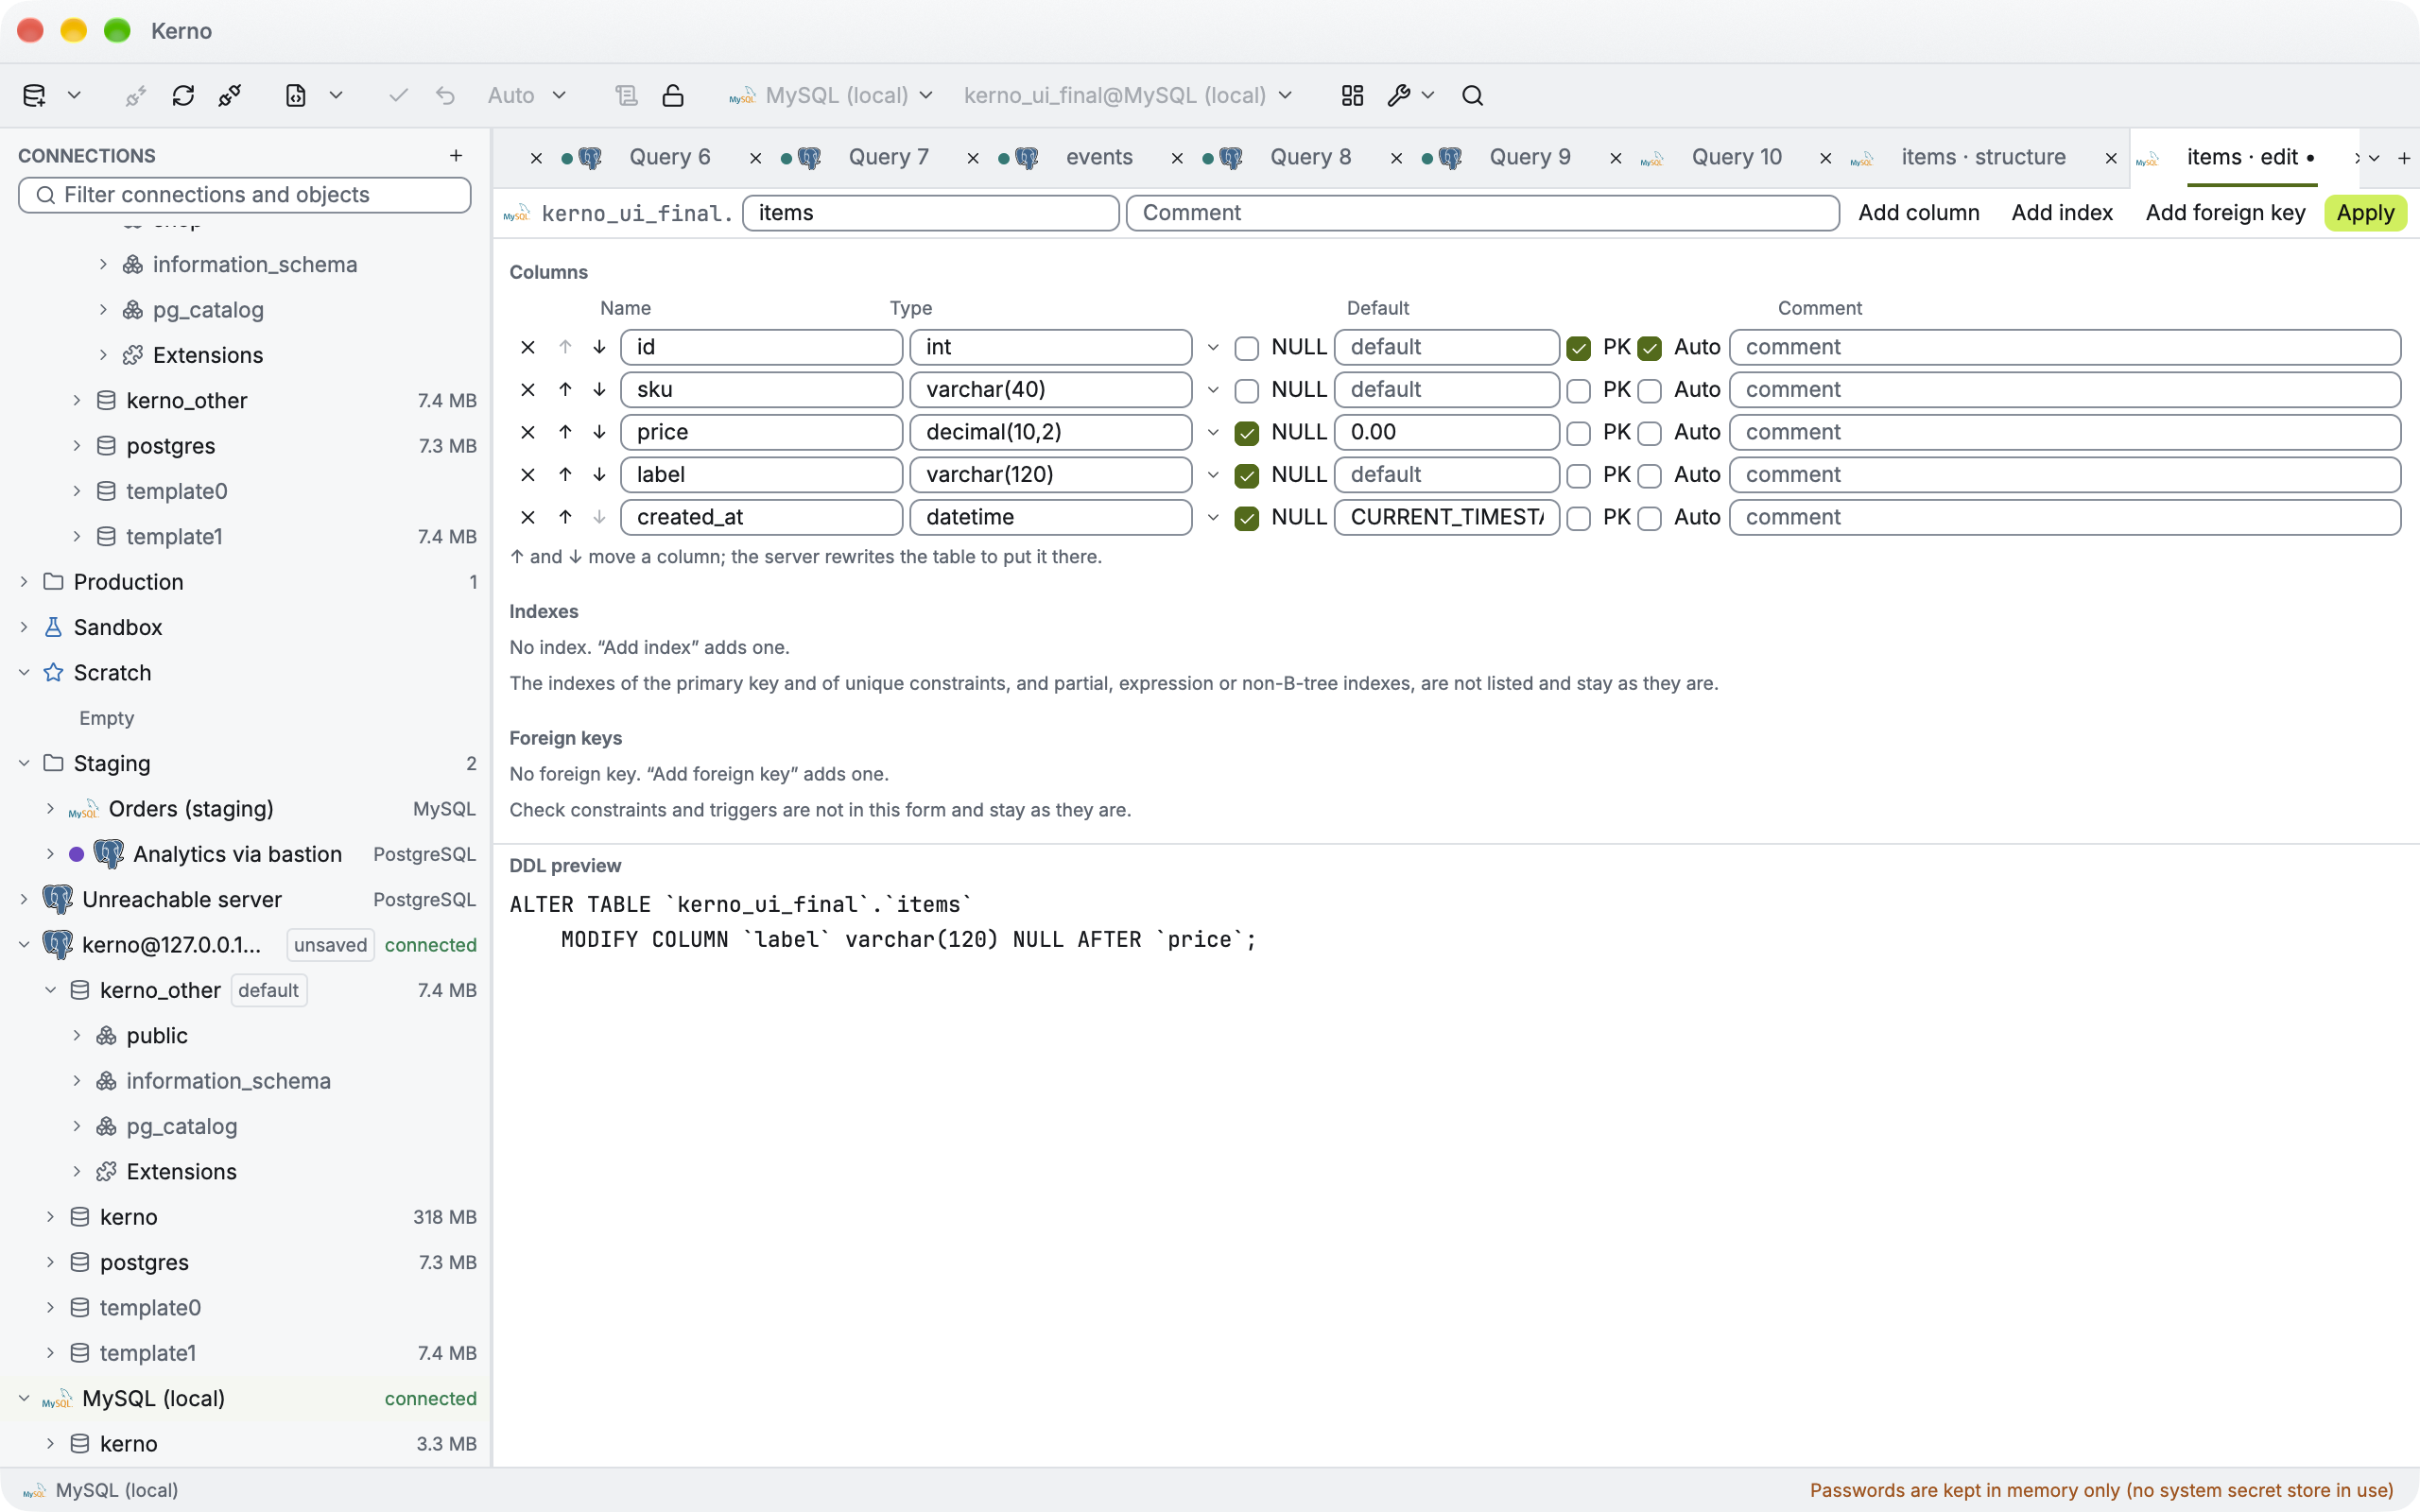 Kerno
Auto
MySQL (local)
kerno_ui_final@MySQL (local)
CONNECTIONS
Filter connections and objects
information_schema
pg_catalog
Extensions
kerno_other 7.4 MB
postgres 7.3 MB
template0
template1 7.4 MB
Production 1
Sandbox
Scratch
Empty
Staging 2
MySQL Orders (staging) MySQL
Analytics via bastion PostgreSQL
Unreachable server PostgreSQL
kerno@127.0.0.1... unsaved connected
kerno_other default 7.4 MB
public
information_schema
pg_catalog
Extensions
kerno 318 MB
postgres 7.3 MB
template0
template1 7.4 MB
MySQL MySQL (local) connected
kerno 3.3 MB
Query 6 Query 7 events Query 8 Query 9 Query 10 items · structure items · edit •
MySQL kerno_ui_final. items Comment Add column Add index Add foreign key Apply
Columns
Name Type Default Comment
id int NULL default PK Auto comment
sku varchar(40) NULL default PK Auto comment
price decimal(10,2) NULL 0.00 PK Auto comment
label varchar(120) NULL default PK Auto comment
created_at datetime NULL CURRENT_TIMESTA PK Auto comment
↑ and ↓ move a column; the server rewrites the table to put it there.
Indexes
No index. “Add index” adds one.
The indexes of the primary key and of unique constraints, and partial, expression or non-B-tree indexes, are not listed and stay as they are.
Foreign keys
No foreign key. “Add foreign key” adds one.
Check constraints and triggers are not in this form and stay as they are.
DDL preview
ALTER TABLE `kerno_ui_final`.`items`
MODIFY COLUMN `label` varchar(120) NULL AFTER `price`;
MySQL MySQL (local)
Passwords are kept in memory only (no system secret store in use)